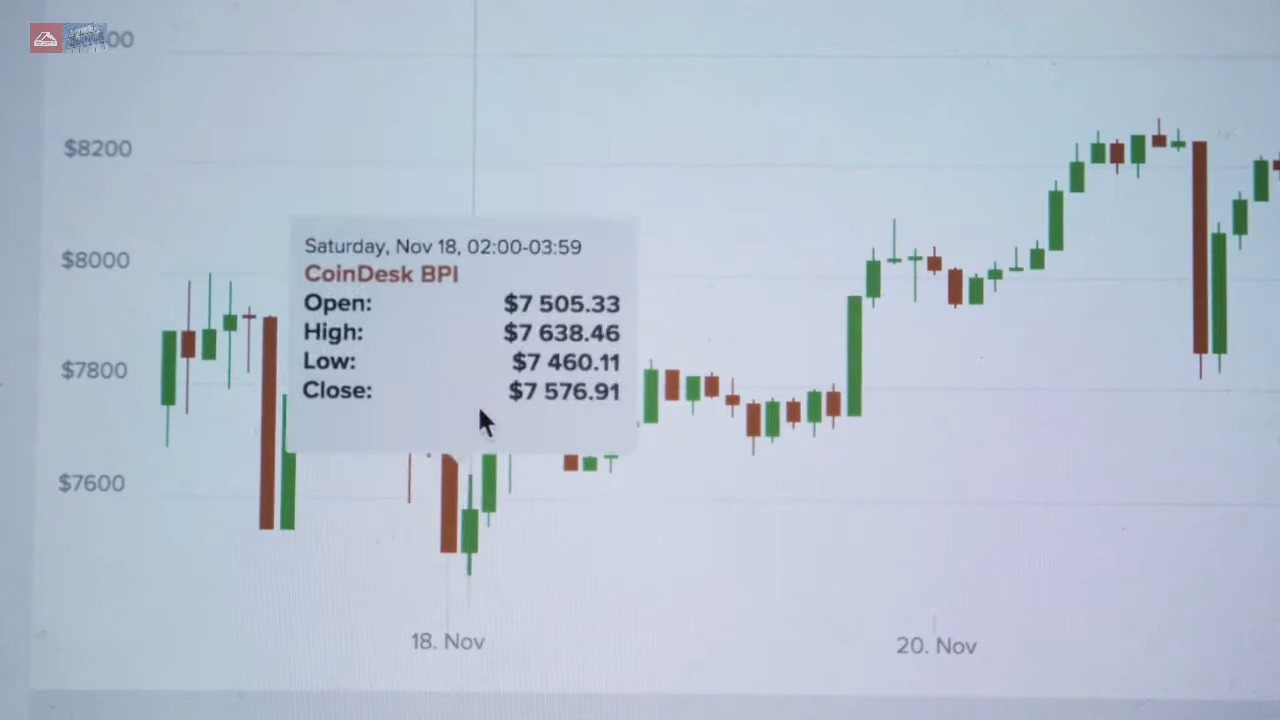 $8200
$8000
$7800
$7600
Saturday, Nov 18, 02:00-03:59
CoinDesk BPI
Open: $7 505.33
High: $7 638.46
Low: $7 460.11
Close: $7 576.91
18. Nov
20. Nov